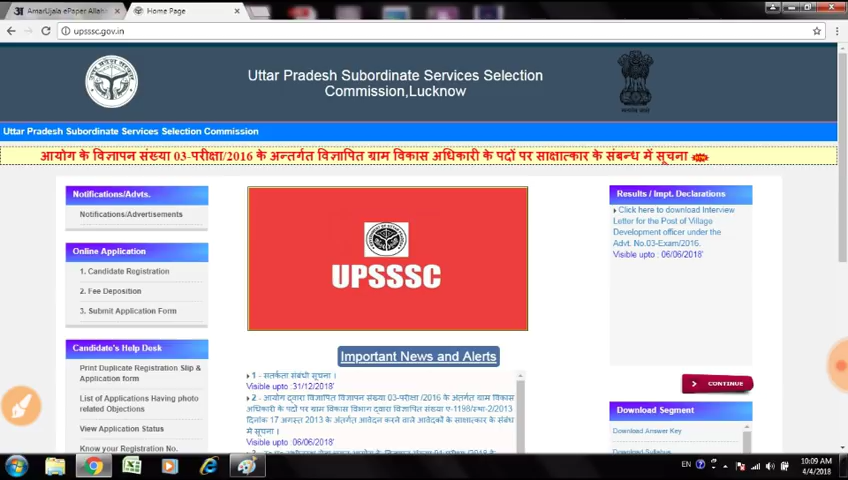 AmarUjala ePaper Allaha
Home Page
upsssc.gov.in
Uttar Pradesh Subordinate Services Selection
Commission,Lucknow
Uttar Pradesh Subordinate Services Selection Commission
आयोग के विज्ञापन संख्या 03-परीक्षा/2016 के अन्तर्गत विज्ञापित ग्राम विकास अधिकारी के पदों पर साक्षात्कार के संबन्ध में सूचना
Notifications/Advts.
Notifications/Advertisements
Online Application
1. Candidate Registration
2. Fee Deposition
3. Submit Application Form
Candidate's Help Desk
Print Duplicate Registration Slip &
Application form
List of Applications Having photo
related Objections
View Application Status
Know your Registration No.
UPSSSC
Important News and Alerts
1 - सतर्कता संबंधी सूचना ।
Visible upto :31/12/2018'
2 - आयोग द्वारा विज्ञापित विज्ञापन संख्या 03-परीक्षा /2016 के अंतर्गत ग्राम विकास
अधिकारी के पदों पर ग्राम्य विकास विभाग द्वारा विज्ञापित संख्या ए-1198/स्था-2/2013
दिनांक 17 अगस्त 2013 के अंतर्गत आवेदन करने वाले आवेदकों के साक्षात्कार के संबंध
में सूचना ।
Visible upto :06/06/2018'
Results / Impt. Declarations
Click here to download Interview
Letter for the Post of Village
Development officer under the
Advt. No.03-Exam/2016.
Visible upto : 06/06/2018'
CONTINUE
Download Segment
Download Answer Key
Download Syllabus
EN
10:09 AM
4/4/2018